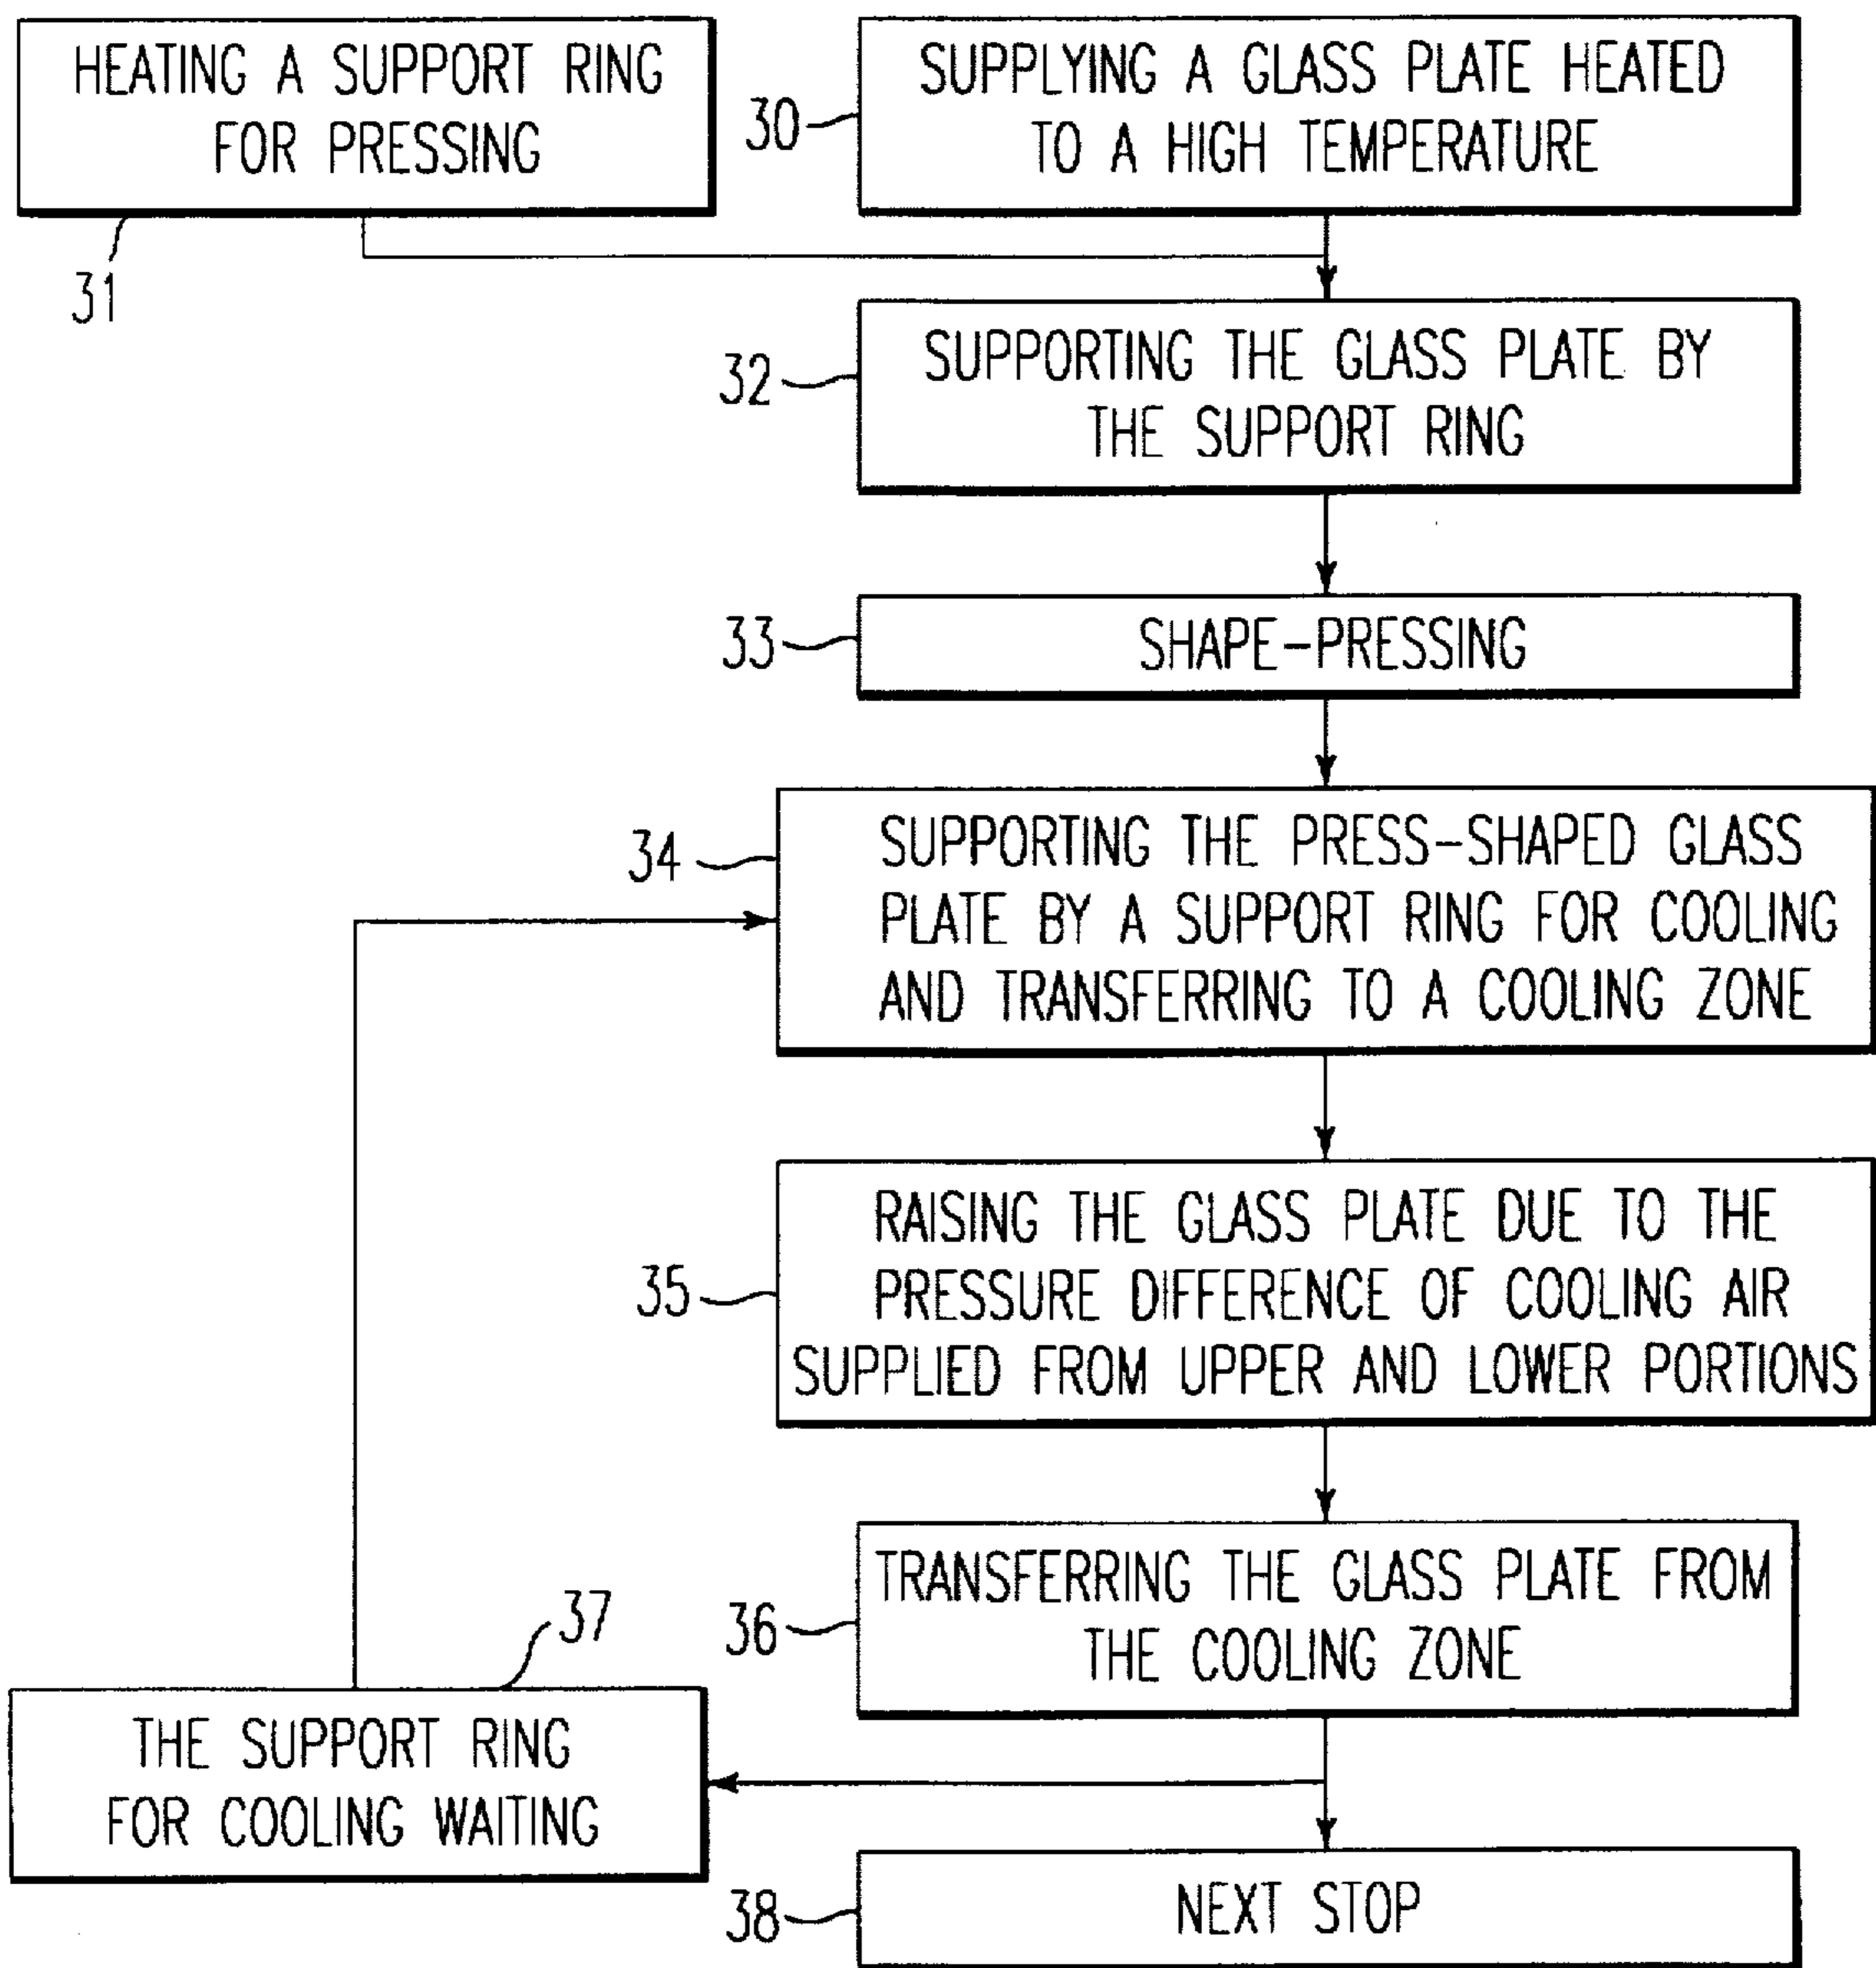 HEATING A SUPPORT RING
FOR PRESSING
31
30
SUPPLYING A GLASS PLATE HEATED
TO A HIGH TEMPERATURE
32
SUPPORTING THE GLASS PLATE BY
THE SUPPORT RING
33
SHAPE-PRESSING
34
SUPPORTING THE PRESS-SHAPED GLASS
PLATE BY A SUPPORT RING FOR COOLING
AND TRANSFERRING TO A COOLING ZONE
35
RAISING THE GLASS PLATE DUE TO THE
PRESSURE DIFFERENCE OF COOLING AIR
SUPPLIED FROM UPPER AND LOWER PORTIONS
36
TRANSFERRING THE GLASS PLATE FROM
THE COOLING ZONE
37
THE SUPPORT RING
FOR COOLING WAITING
38
NEXT STOP